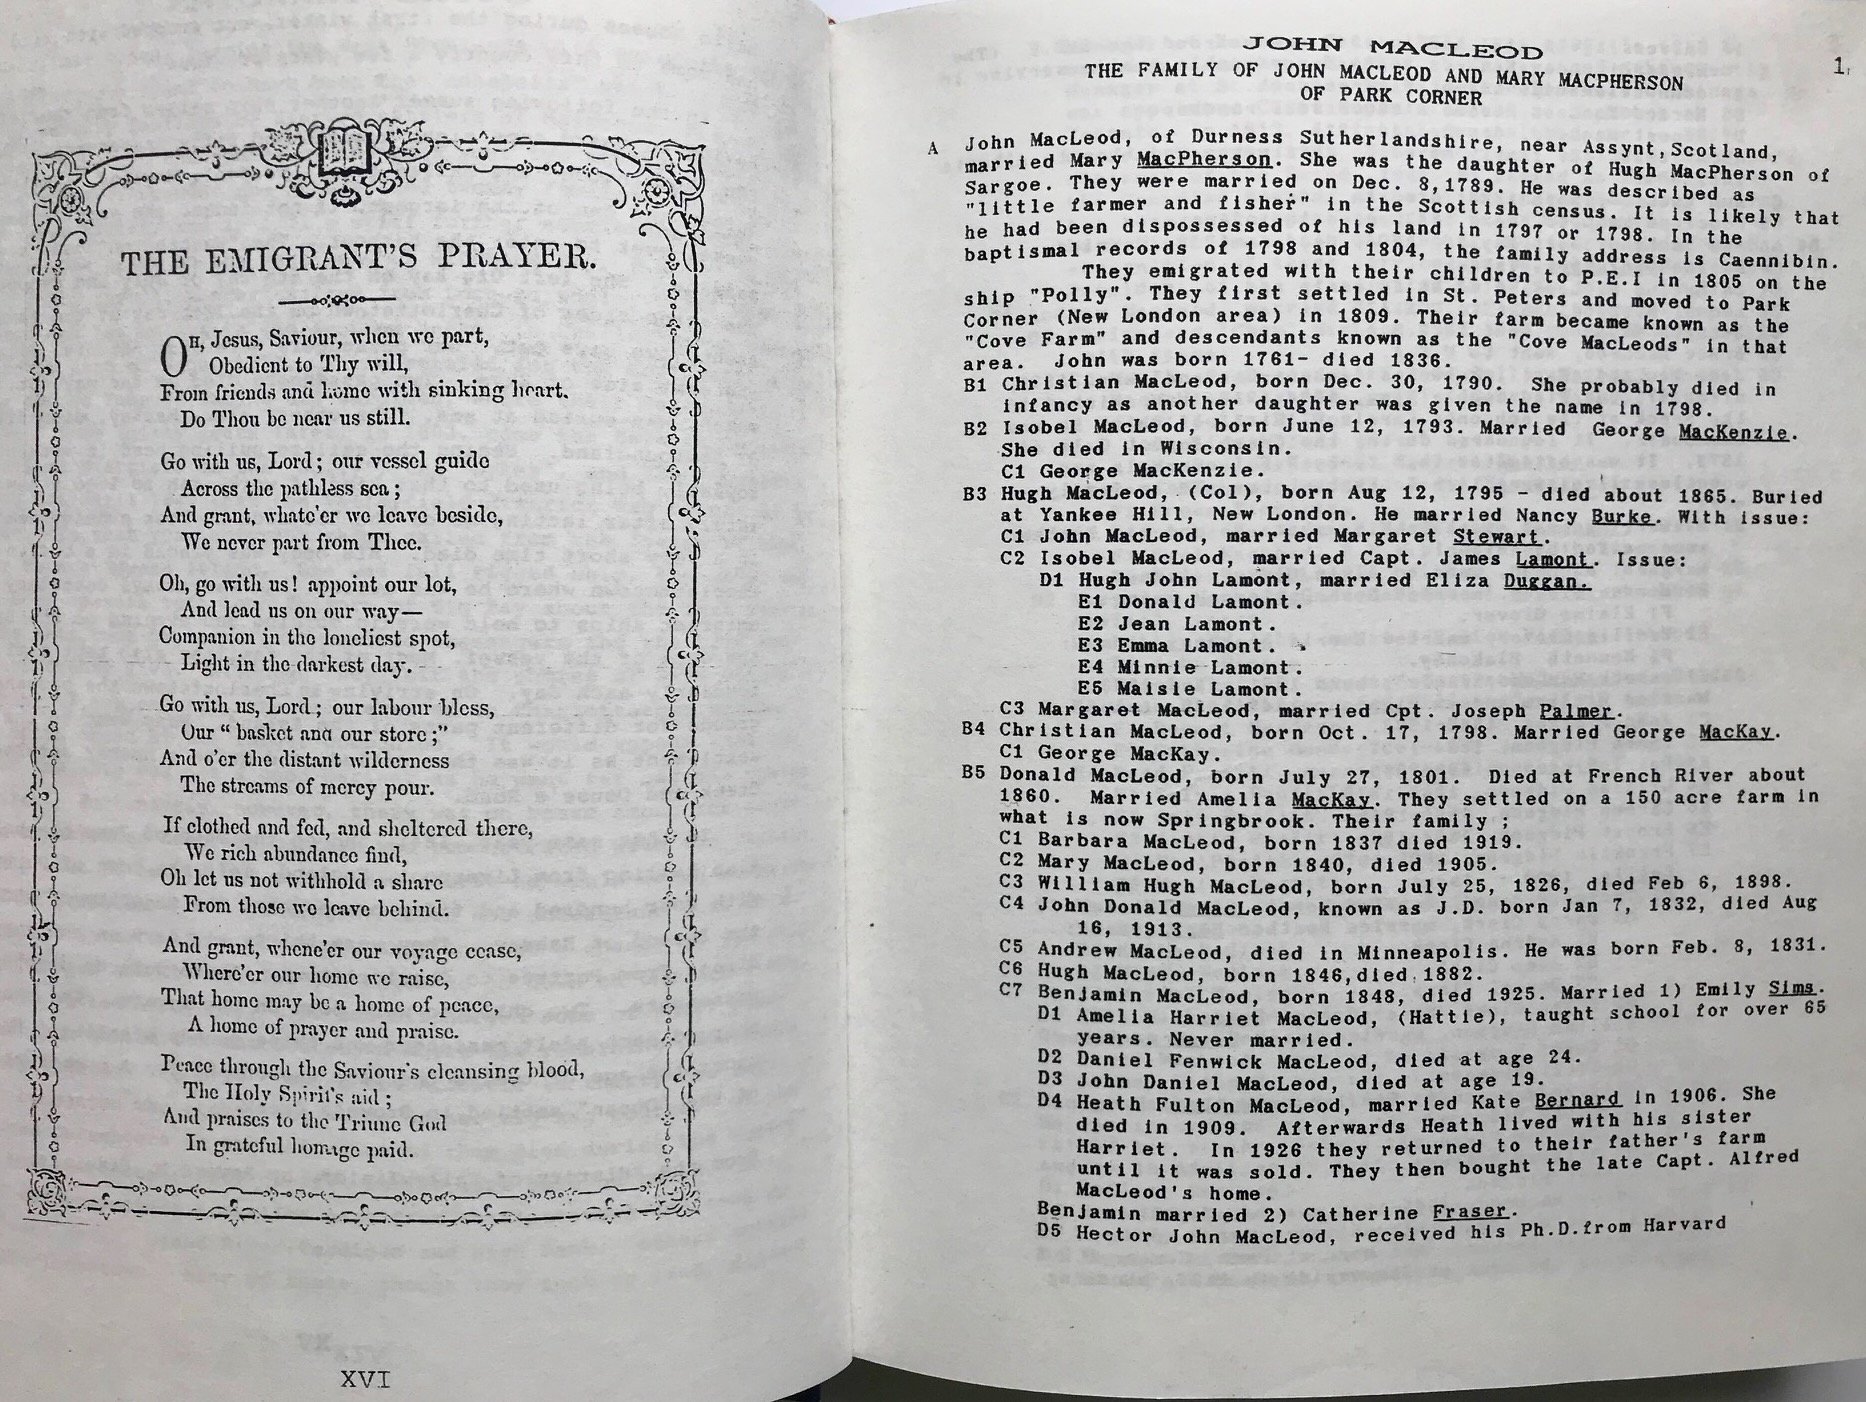 THE EMIGRANT'S PRAYER.
OH, Jesus, Saviour, when we part,
Obedient to Thy will,
From friends and home with sinking heart.
Do Thou be near us still.
Go with us, Lord; our vessel guide
Across the pathless sea;
And grant, whate'er we leave beside,
We never part from Thee.
Oh, go with us! appoint our lot,
And lead us on our way—
Companion in the loneliest spot,
Light in the darkest day.
Go with us, Lord; our labour bless,
Our "basket and our store;"
And o'er the distant wilderness
The streams of mercy pour.
If clothed and fed, and sheltered there,
We rich abundance find,
Oh let us not withhold a share
From those we leave behind.
And grant, whene'er our voyage cease,
Where'er our home we raise,
That home may be a home of peace,
A home of prayer and praise.
Peace through the Saviour's cleansing blood,
The Holy Spirit's aid;
And praises to the Triune God
In grateful homage paid.
XVI
JOHN MACLEOD
1.
THE FAMILY OF JOHN MACLEOD AND MARY MACPHERSON
OF PARK CORNER
A John MacLeod, of Durness Sutherlandshire, near Assynt,Scotland,
married Mary MacPherson. She was the daughter of Hugh MacPherson of
Sargoe. They were married on Dec. 8,1789. He was described as
"little farmer and fisher" in the Scottish census. It is likely that
he had been dispossessed of his land in 1797 or 1798. In the
baptismal records of 1798 and 1804, the family address is Caennibin.
They emigrated with their children to P.E.I in 1805 on the
ship "Polly". They first settled in St. Peters and moved to Park
Corner (New London area) in 1809. Their farm became known as the
"Cove Farm" and descendants known as the "Cove MacLeods" in that
area. John was born 1761- died 1836.
B1 Christian MacLeod, born Dec. 30, 1790. She probably died in
infancy as another daughter was given the name in 1798.
B2 Isobel MacLeod, born June 12, 1793. Married George MacKenzie.
She died in Wisconsin.
C1 George MacKenzie.
B3 Hugh MacLeod, (Col), born Aug 12, 1795 - died about 1865. Buried
at Yankee Hill, New London. He married Nancy Burke. With issue:
C1 John MacLeod, married Margaret Stewart.
C2 Isobel MacLeod, married Capt. James Lamont. Issue:
D1 Hugh John Lamont, married Eliza Duggan.
E1 Donald Lamont.
E2 Jean Lamont.
E3 Emma Lamont.
E4 Minnie Lamont.
E5 Maisie Lamont.
C3 Margaret MacLeod, married Cpt. Joseph Palmer.
B4 Christian MacLeod, born Oct. 17, 1798. Married George MacKay.
C1 George MacKay.
B5 Donald MacLeod, born July 27, 1801. Died at French River about
1860. Married Amelia MacKay. They settled on a 150 acre farm in
what is now Springbrook. Their family ;
C1 Barbara MacLeod, born 1837 died 1919.
C2 Mary MacLeod, born 1840, died 1905.
C3 William Hugh MacLeod, born July 25, 1826, died Feb 6, 1898.
C4 John Donald MacLeod, known as J.D. born Jan 7, 1832, died Aug
16, 1913.
C5 Andrew MacLeod, died in Minneapolis. He was born Feb. 8, 1831.
C6 Hugh MacLeod, born 1846,died 1882.
C7 Benjamin MacLeod, born 1848, died 1925. Married 1) Emily Sims.
D1 Amelia Harriet MacLeod, (Hattie), taught school for over 65
years. Never married.
D2 Daniel Fenwick MacLeod, died at age 24.
D3 John Daniel MacLeod, died at age 19.
D4 Heath Fulton MacLeod, married Kate Bernard in 1906. She
died in 1909. Afterwards Heath lived with his sister
Harriet. In 1926 they returned to their father's farm
until it was sold. They then bought the late Capt. Alfred
MacLeod's home.
Benjamin married 2) Catherine Fraser.
D5 Hector John MacLeod, received his Ph.D.from Harvard